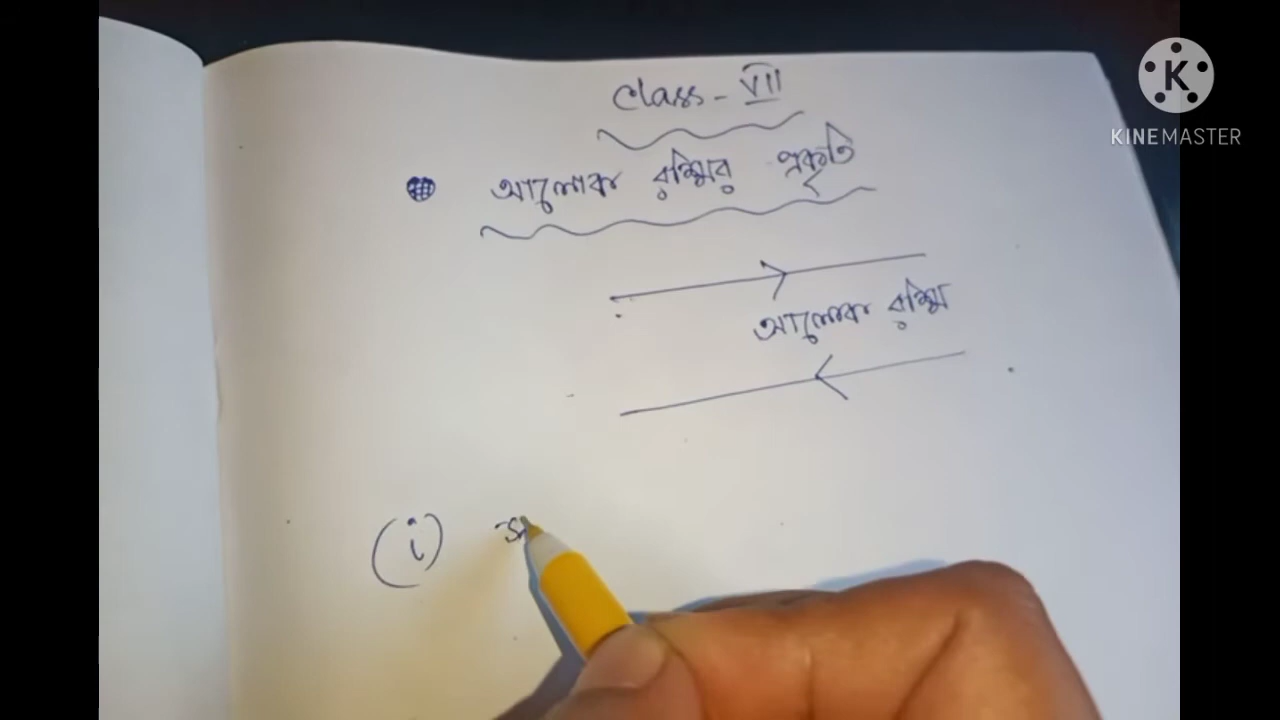 Class - VII
আলোক রশ্মির প্রকৃতি
আলোক রশ্মি
(i)
KINEMASTER